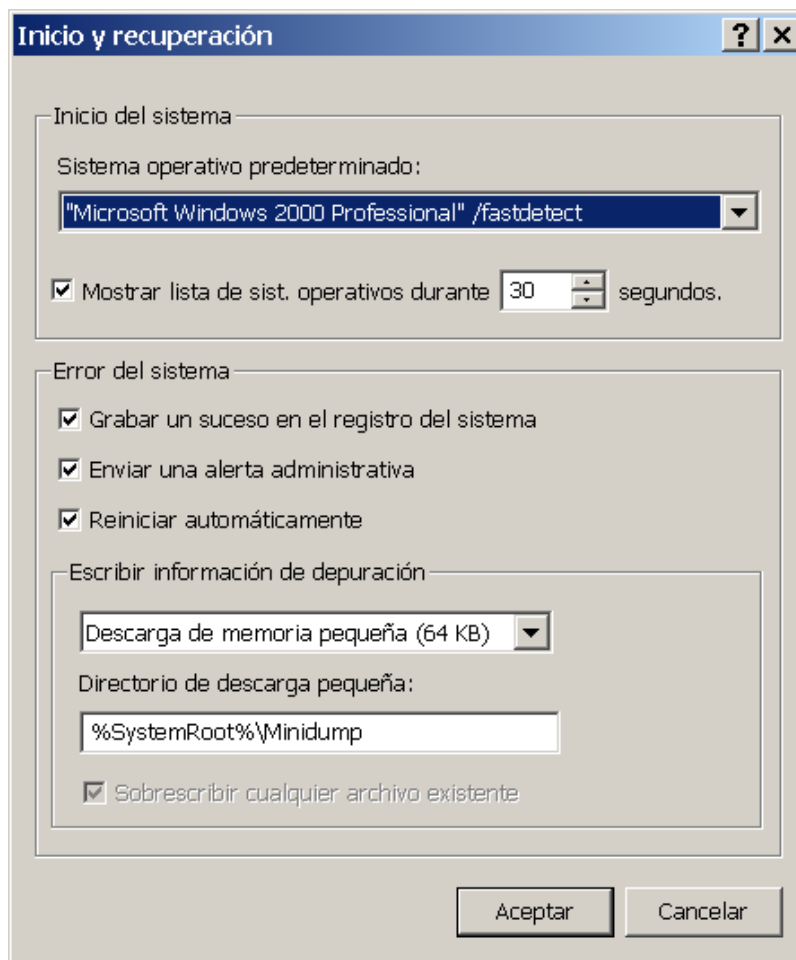 Inicio y recuperación
Inicio del sistema
Sistema operativo predeterminado:
"Microsoft Windows 2000 Professional" /fastdetect
Mostrar lista de sist. operativos durante 30 segundos.
Error del sistema
Grabar un suceso en el registro del sistema
Enviar una alerta administrativa
Reiniciar automáticamente
Escribir información de depuración
Descarga de memoria pequeña (64 KB)
Directorio de descarga pequeña:
%SystemRoot%\Minidump
Sobrescribir cualquier archivo existente
Aceptar Cancelar